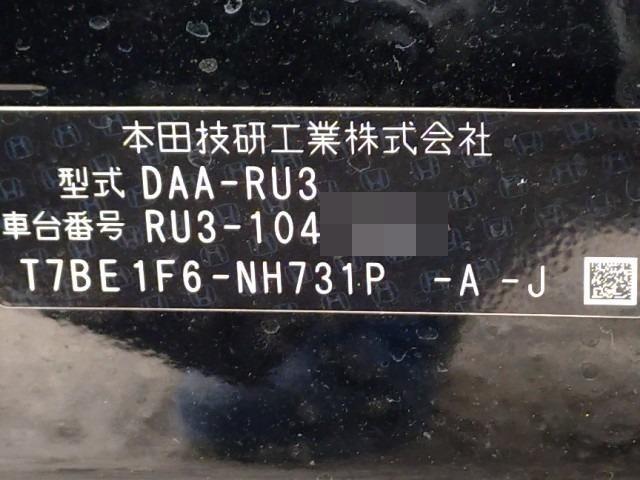 本田技研工業株式会社
型式 DAA-RU3
車台番号 RU3-104
T7BE1F6-NH731P -A -J